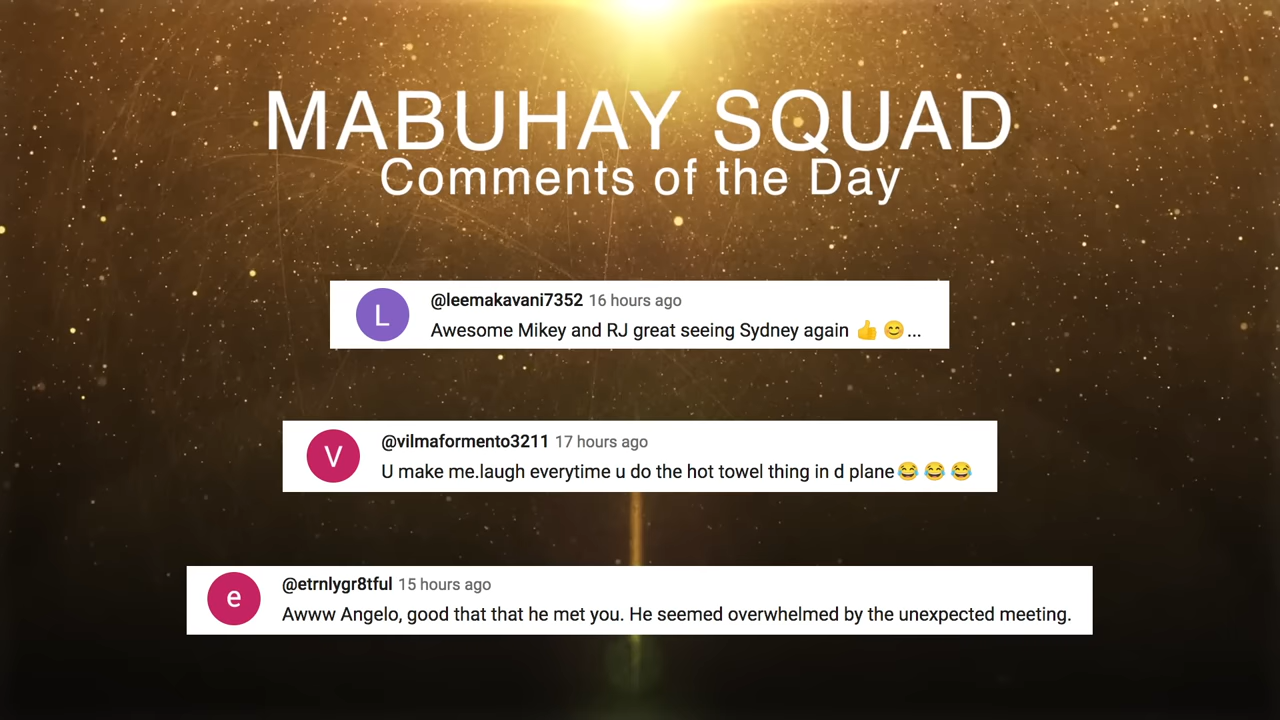 MABUHAY SQUAD
Comments of the Day
L
@leemakavani7352 16 hours ago
Awesome Mikey and RJ great seeing Sydney again 👍 😊...
V
@vilmaformento3211 17 hours ago
U make me.laugh everytime u do the hot towel thing in d plane😂 😂 😂
e
@etrnlygr8tful 15 hours ago
Awww Angelo, good that that he met you. He seemed overwhelmed by the unexpected meeting.